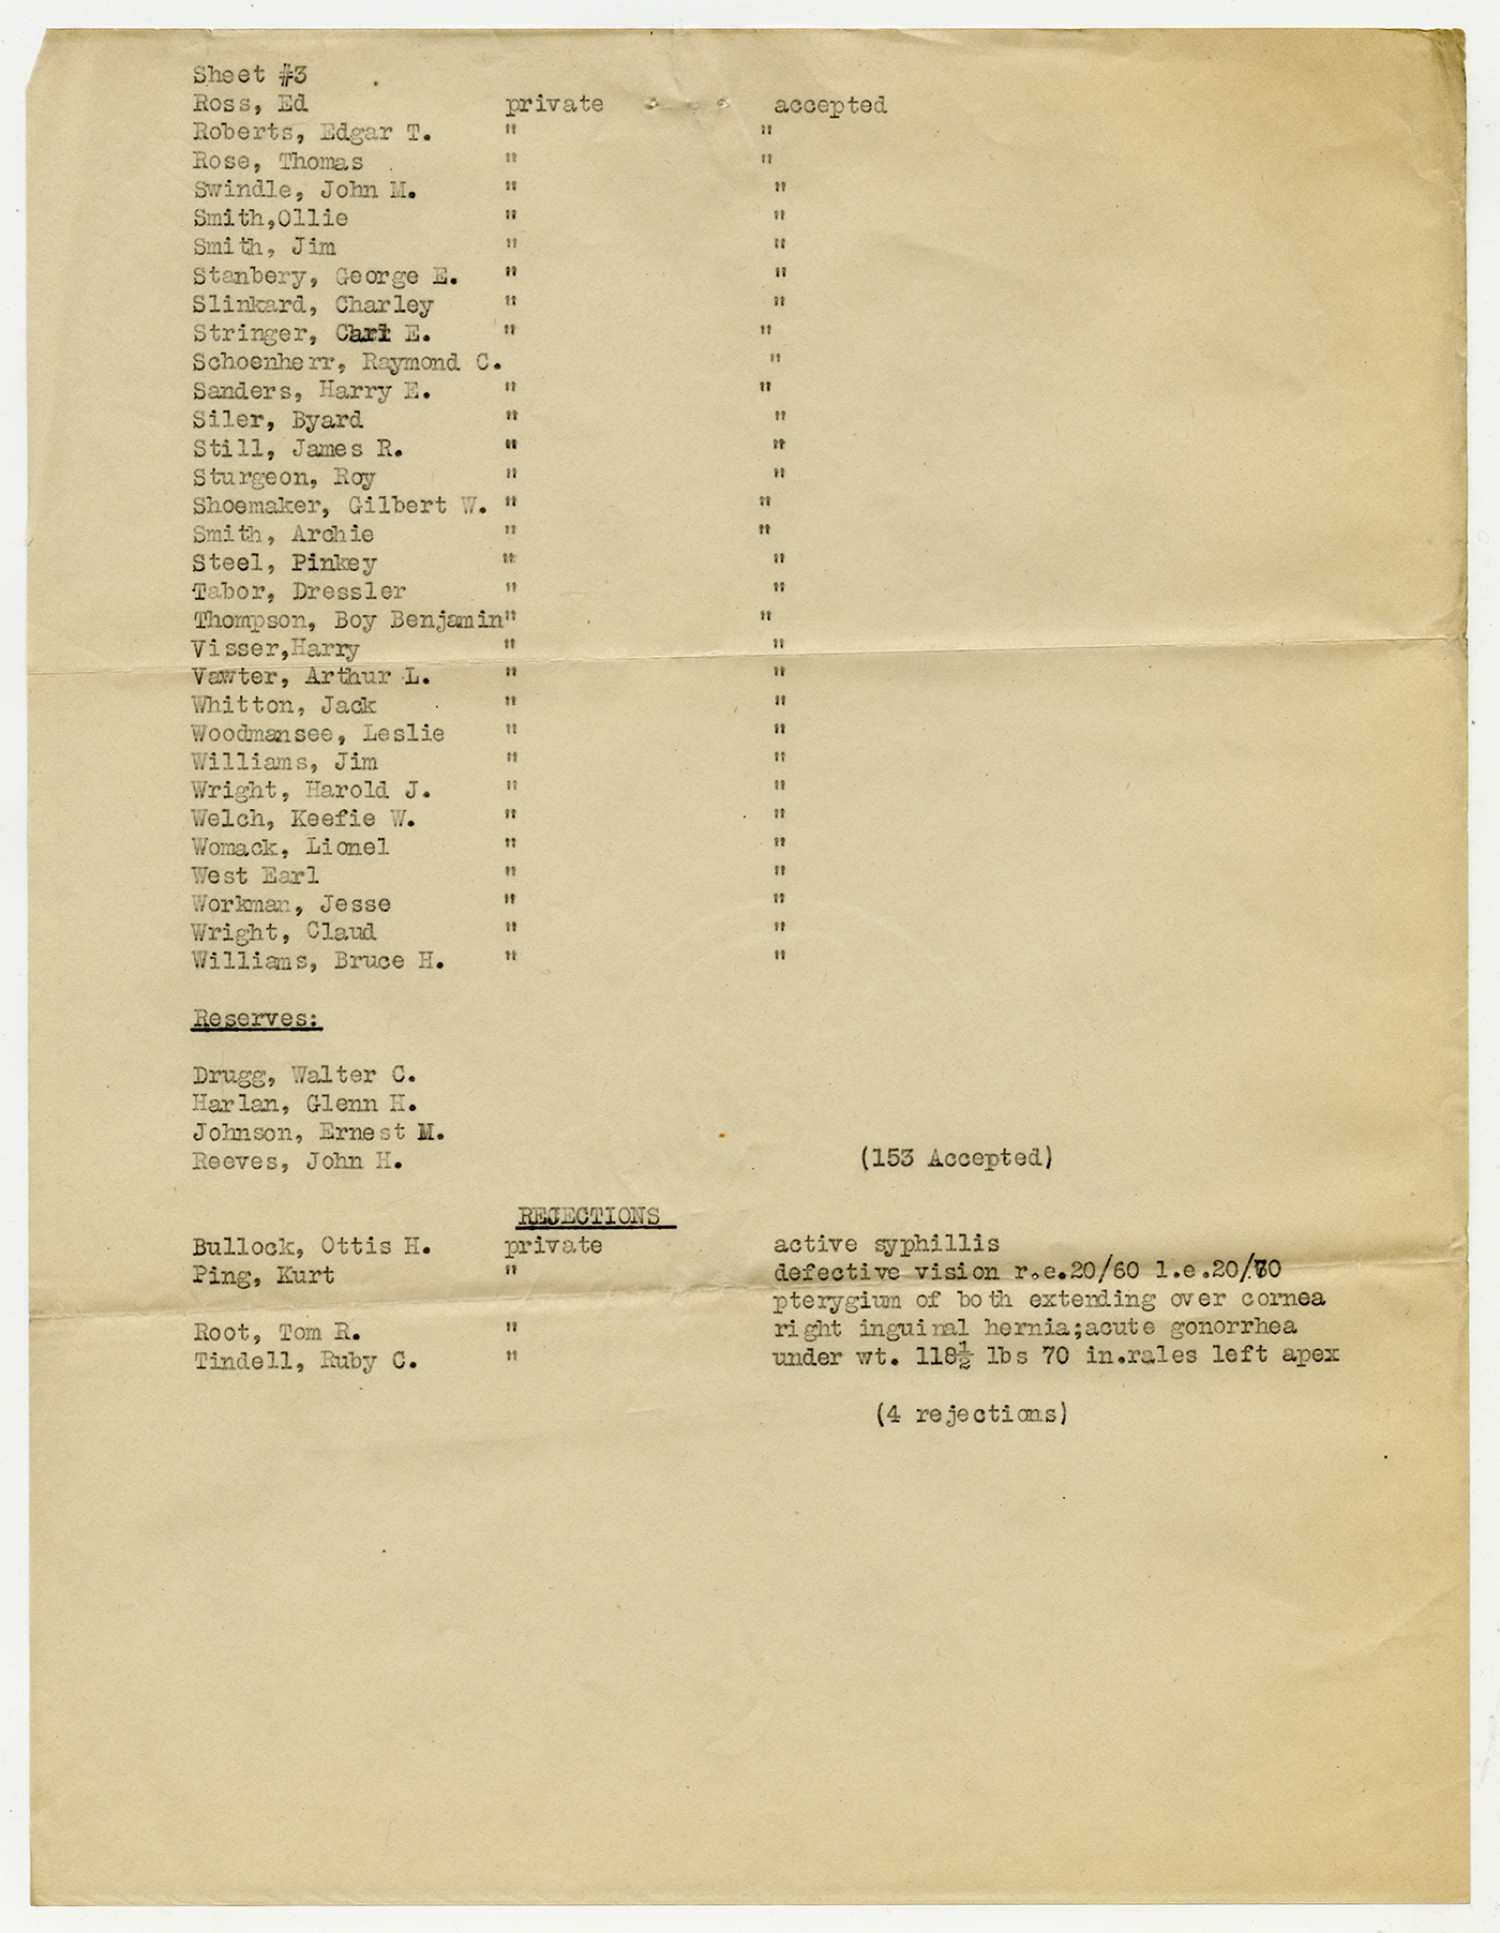 Sheet #3
Ross, Ed private accepted
Roberts, Edgar T. " "
Rose, Thomas " "
Swindle, John M. " "
Smith,Ollie " "
Smith, Jim " "
Stanbery, George E. " "
Slinkard, Charley " "
Stringer, Carl E. " "
Schoenherr, Raymond C. "
Sanders, Harry E. " "
Siler, Byard " "
Still, James R. " "
Sturgeon, Roy " "
Shoemaker, Gilbert W. " "
Smith, Archie " "
Steel, Pinkey " "
Tabor, Dressler " "
Thompson, Boy Benjamin" "
Visser,Harry " "
Vawter, Arthur L. " "
Whitton, Jack " "
Woodmansee, Leslie " "
Williams, Jim " "
Wright, Harold J. " "
Welch, Keefie W. " "
Womack, Lionel " "
West Earl " "
Workman, Jesse " "
Wright, Claud " "
Williams, Bruce H. " "
Reserves:
Drugg, Walter C.
Harlan, Glenn H.
Johnson, Ernest M.
Reeves, John H. (153 Accepted)
REJECTIONS
Bullock, Ottis H. private active syphillis
Ping, Kurt " defective vision r.e.20/60 l.e.20/70
pterygium of both extending over cornea
Root, Tom R. " right inguinal hernia;acute gonorrhea
Tindell, Ruby C. " under wt. 118½ lbs 70 in.rales left apex
(4 rejections)